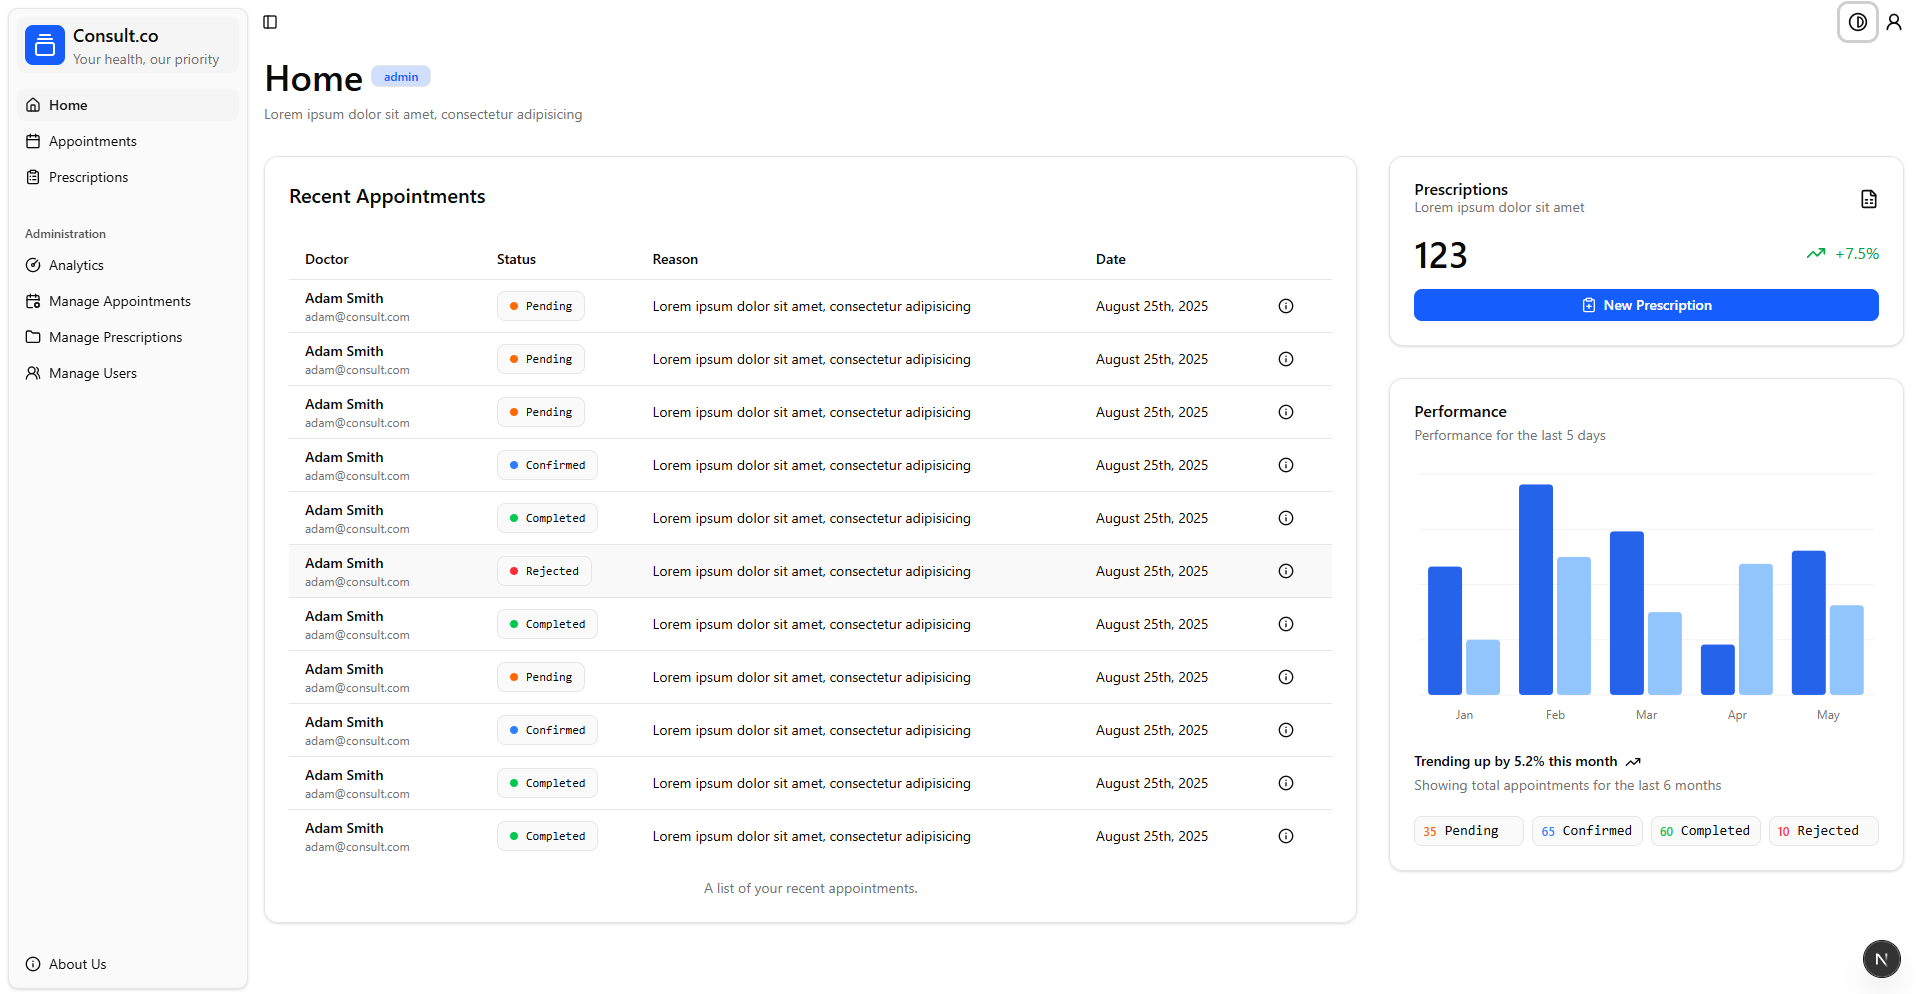 Consult.co
Your health, our priority
Home
Appointments
Prescriptions
Administration
Analytics
Manage Appointments
Manage Prescriptions
Manage Users
About Us
Home admin
Lorem ipsum dolor sit amet, consectetur adipisicing
Recent Appointments
Doctor Status Reason Date
Adam Smith
adam@consult.com
Pending Lorem ipsum dolor sit amet, consectetur adipisicing August 25th, 2025
Adam Smith
adam@consult.com
Pending Lorem ipsum dolor sit amet, consectetur adipisicing August 25th, 2025
Adam Smith
adam@consult.com
Pending Lorem ipsum dolor sit amet, consectetur adipisicing August 25th, 2025
Adam Smith
adam@consult.com
Confirmed Lorem ipsum dolor sit amet, consectetur adipisicing August 25th, 2025
Adam Smith
adam@consult.com
Completed Lorem ipsum dolor sit amet, consectetur adipisicing August 25th, 2025
Adam Smith
adam@consult.com
Rejected Lorem ipsum dolor sit amet, consectetur adipisicing August 25th, 2025
Adam Smith
adam@consult.com
Completed Lorem ipsum dolor sit amet, consectetur adipisicing August 25th, 2025
Adam Smith
adam@consult.com
Pending Lorem ipsum dolor sit amet, consectetur adipisicing August 25th, 2025
Adam Smith
adam@consult.com
Confirmed Lorem ipsum dolor sit amet, consectetur adipisicing August 25th, 2025
Adam Smith
adam@consult.com
Completed Lorem ipsum dolor sit amet, consectetur adipisicing August 25th, 2025
Adam Smith
adam@consult.com
Completed Lorem ipsum dolor sit amet, consectetur adipisicing August 25th, 2025
A list of your recent appointments.
Prescriptions
Lorem ipsum dolor sit amet
123 +7.5%
New Prescription
Performance
Performance for the last 5 days
Jan Feb Mar Apr May
Trending up by 5.2% this month
Showing total appointments for the last 6 months
35 Pending 65 Confirmed 60 Completed 10 Rejected
N